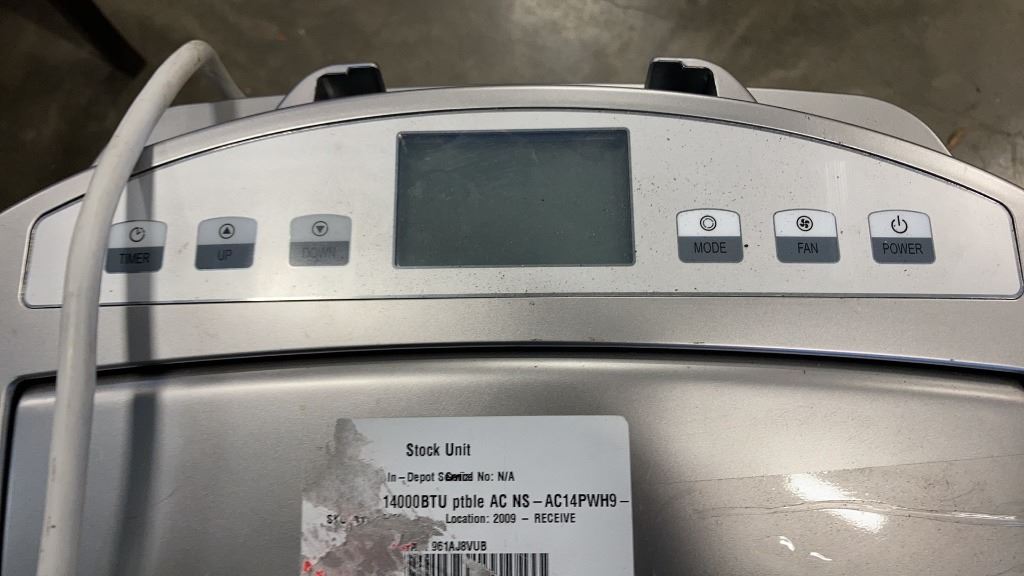 TIMER
UP
DOWN
MODE
FAN
POWER
Stock Unit
In-Depot No: N/A
14000BTU ptble AC NS-AC14PWH9-
Location: 2009 - RECEIVE
961AJ8VUB